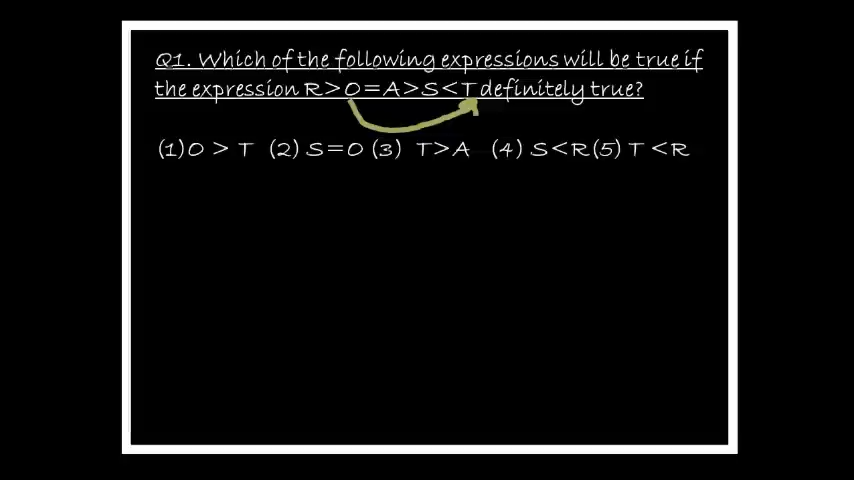 Q1. Which of the following expressions will be true if
the expression R>O=A>S<T definitely true?
(1)O > T (2) S=O (3) T>A (4) S<R(5) T <R